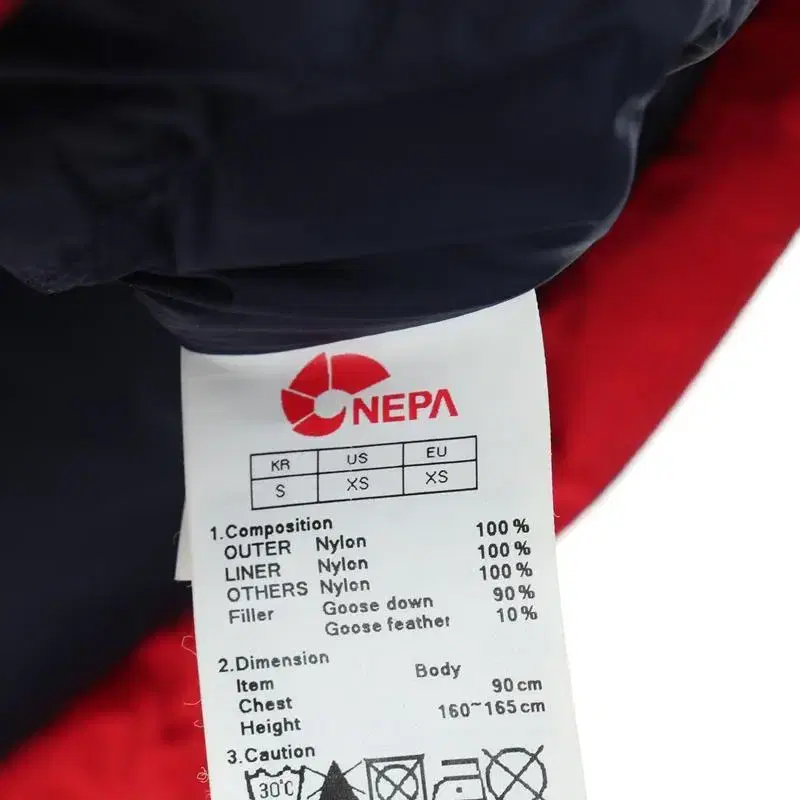 NEPA
KR US EU
S XS XS
1.Composition
OUTER Nylon 100%
LINER Nylon 100%
OTHERS Nylon 100%
Filler Goose down 90%
Goose feather 10%
2.Dimension
Item Body
Chest 90cm
Height 160~165cm
3.Caution
30°C